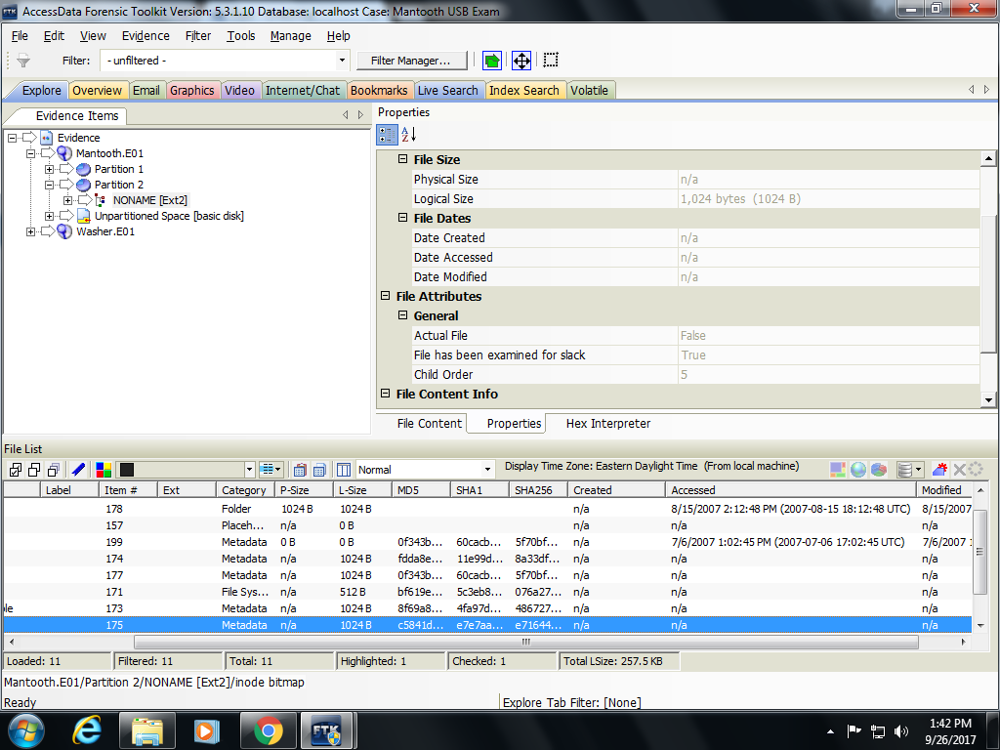 AccessData Forensic Toolkit Version: 5.3.1.10 Database: localhost Case: Mantooth USB Exam
File Edit View Evidence Filter Tools Manage Help
Filter: - unfiltered - Filter Manager...
Explore Overview Email Graphics Video Internet/Chat Bookmarks Live Search Index Search Volatile
Evidence Items
Evidence
Mantooth.E01
Partition 1
Partition 2
NONAME [Ext2]
Unpartitioned Space [basic disk]
Washer.E01
Properties
File Size
Physical Size n/a
Logical Size 1,024 bytes (1024 B)
File Dates
Date Created n/a
Date Accessed n/a
Date Modified n/a
File Attributes
General
Actual File False
File has been examined for slack True
Child Order 5
File Content Info
File Content Properties Hex Interpreter
File List
Normal Display Time Zone: Eastern Daylight Time (From local machine)
Label Item # Ext Category P-Size L-Size MD5 SHA1 SHA256 Created Accessed Modified
178 Folder 1024 B 1024 B n/a 8/15/2007 2:12:48 PM (2007-08-15 18:12:48 UTC) 8/15/2007
157 Placeh... 0 B n/a n/a n/a
199 Metadata 0 B 0 B 0f343b... 60cacb... 5f70bf... n/a 7/6/2007 1:02:45 PM (2007-07-06 17:02:45 UTC) 7/6/2007 1
174 Metadata n/a 1024 B fdda8e... 11e99d... 8a33df... n/a n/a n/a
177 Metadata n/a 1024 B 0f343b... 60cacb... 5f70bf... n/a n/a n/a
171 File Sys... n/a 512 B bf619e... 5c3eb8... 076a27... n/a n/a n/a
ole 173 Metadata n/a 1024 B 8f69a8... 4fa97d... 486727... n/a n/a n/a
175 Metadata n/a 1024 B c5841d... e7e7aa... e71644... n/a n/a n/a
Loaded: 11 Filtered: 11 Total: 11 Highlighted: 1 Checked: 1 Total LSize: 257.5 KB
Mantooth.E01/Partition 2/NONAME [Ext2]/inode bitmap
Ready Explore Tab Filter: [None]
FTK
1:42 PM
9/26/2017